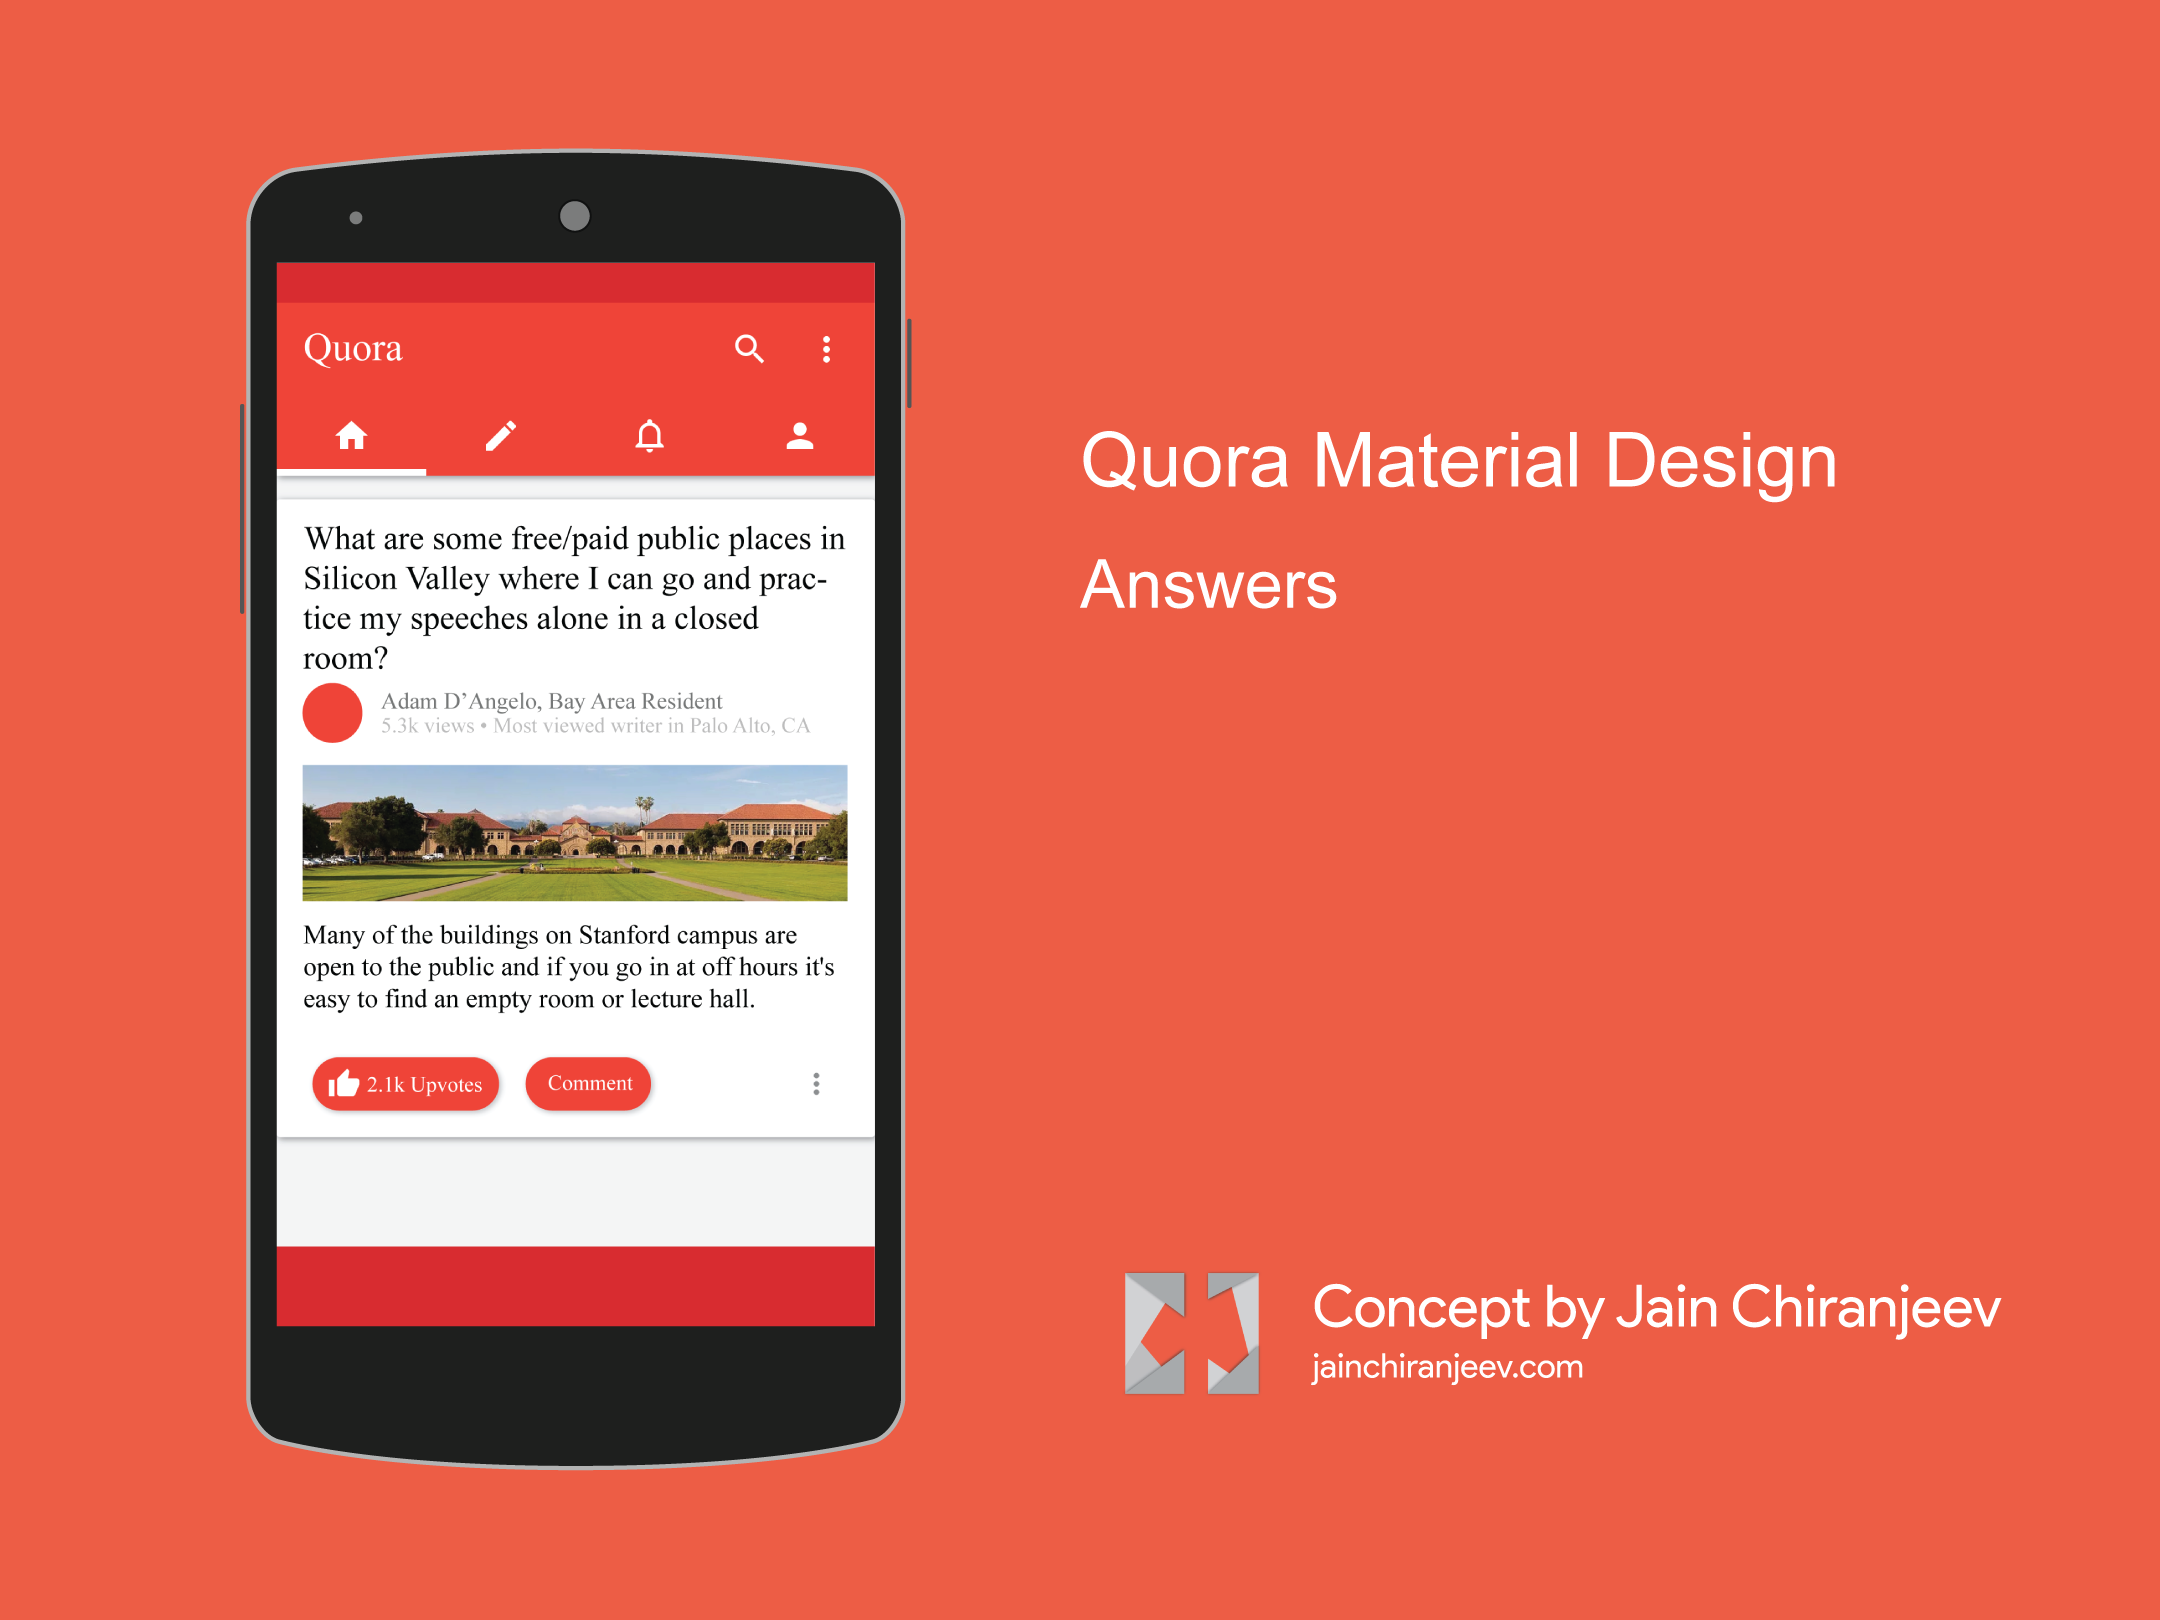 Quora
What are some free/paid public places in
Silicon Valley where I can go and prac-
tice my speeches alone in a closed
room?
Adam D’Angelo, Bay Area Resident
5.3k views • Most viewed writer in Palo Alto, CA
Many of the buildings on Stanford campus are
open to the public and if you go in at off hours it's
easy to find an empty room or lecture hall.
2.1k Upvotes
Comment
Quora Material Design
Answers
Concept by Jain Chiranjeev
jainchiranjeev.com